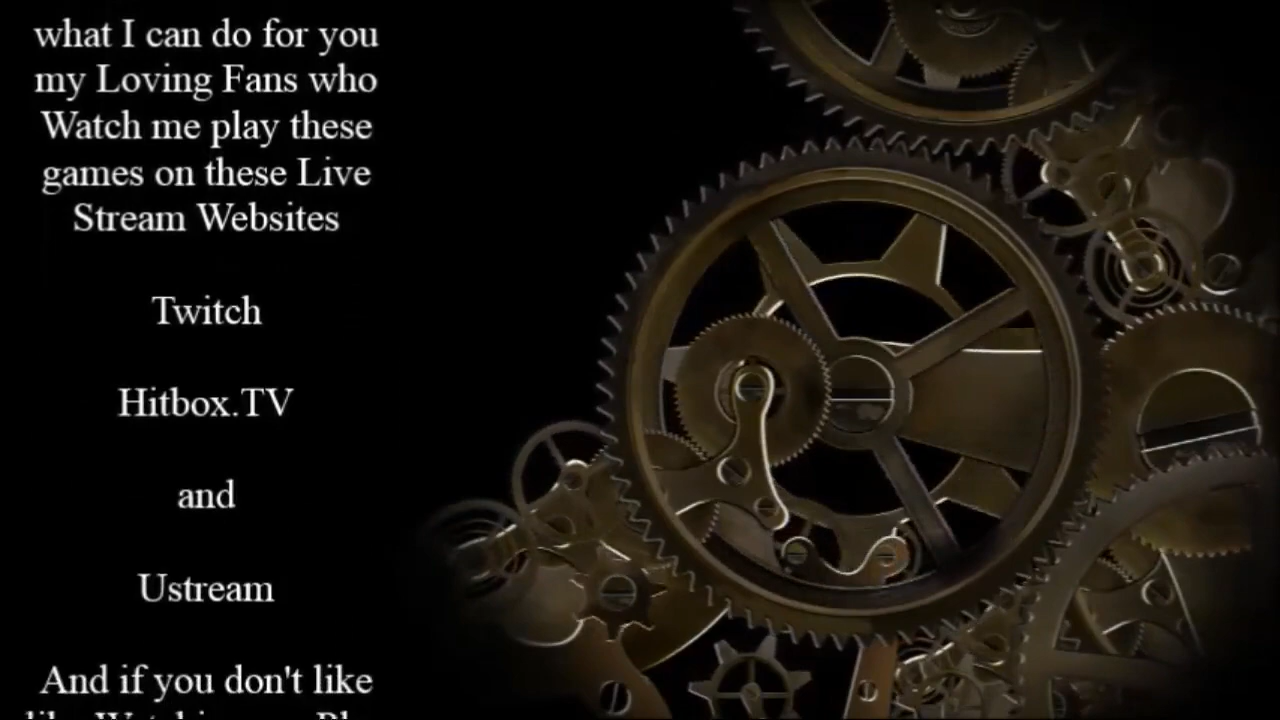 what I can do for you
my Loving Fans who
Watch me play these
games on these Live
Stream Websites
Twitch
Hitbox.TV
and
Ustream
And if you don't like